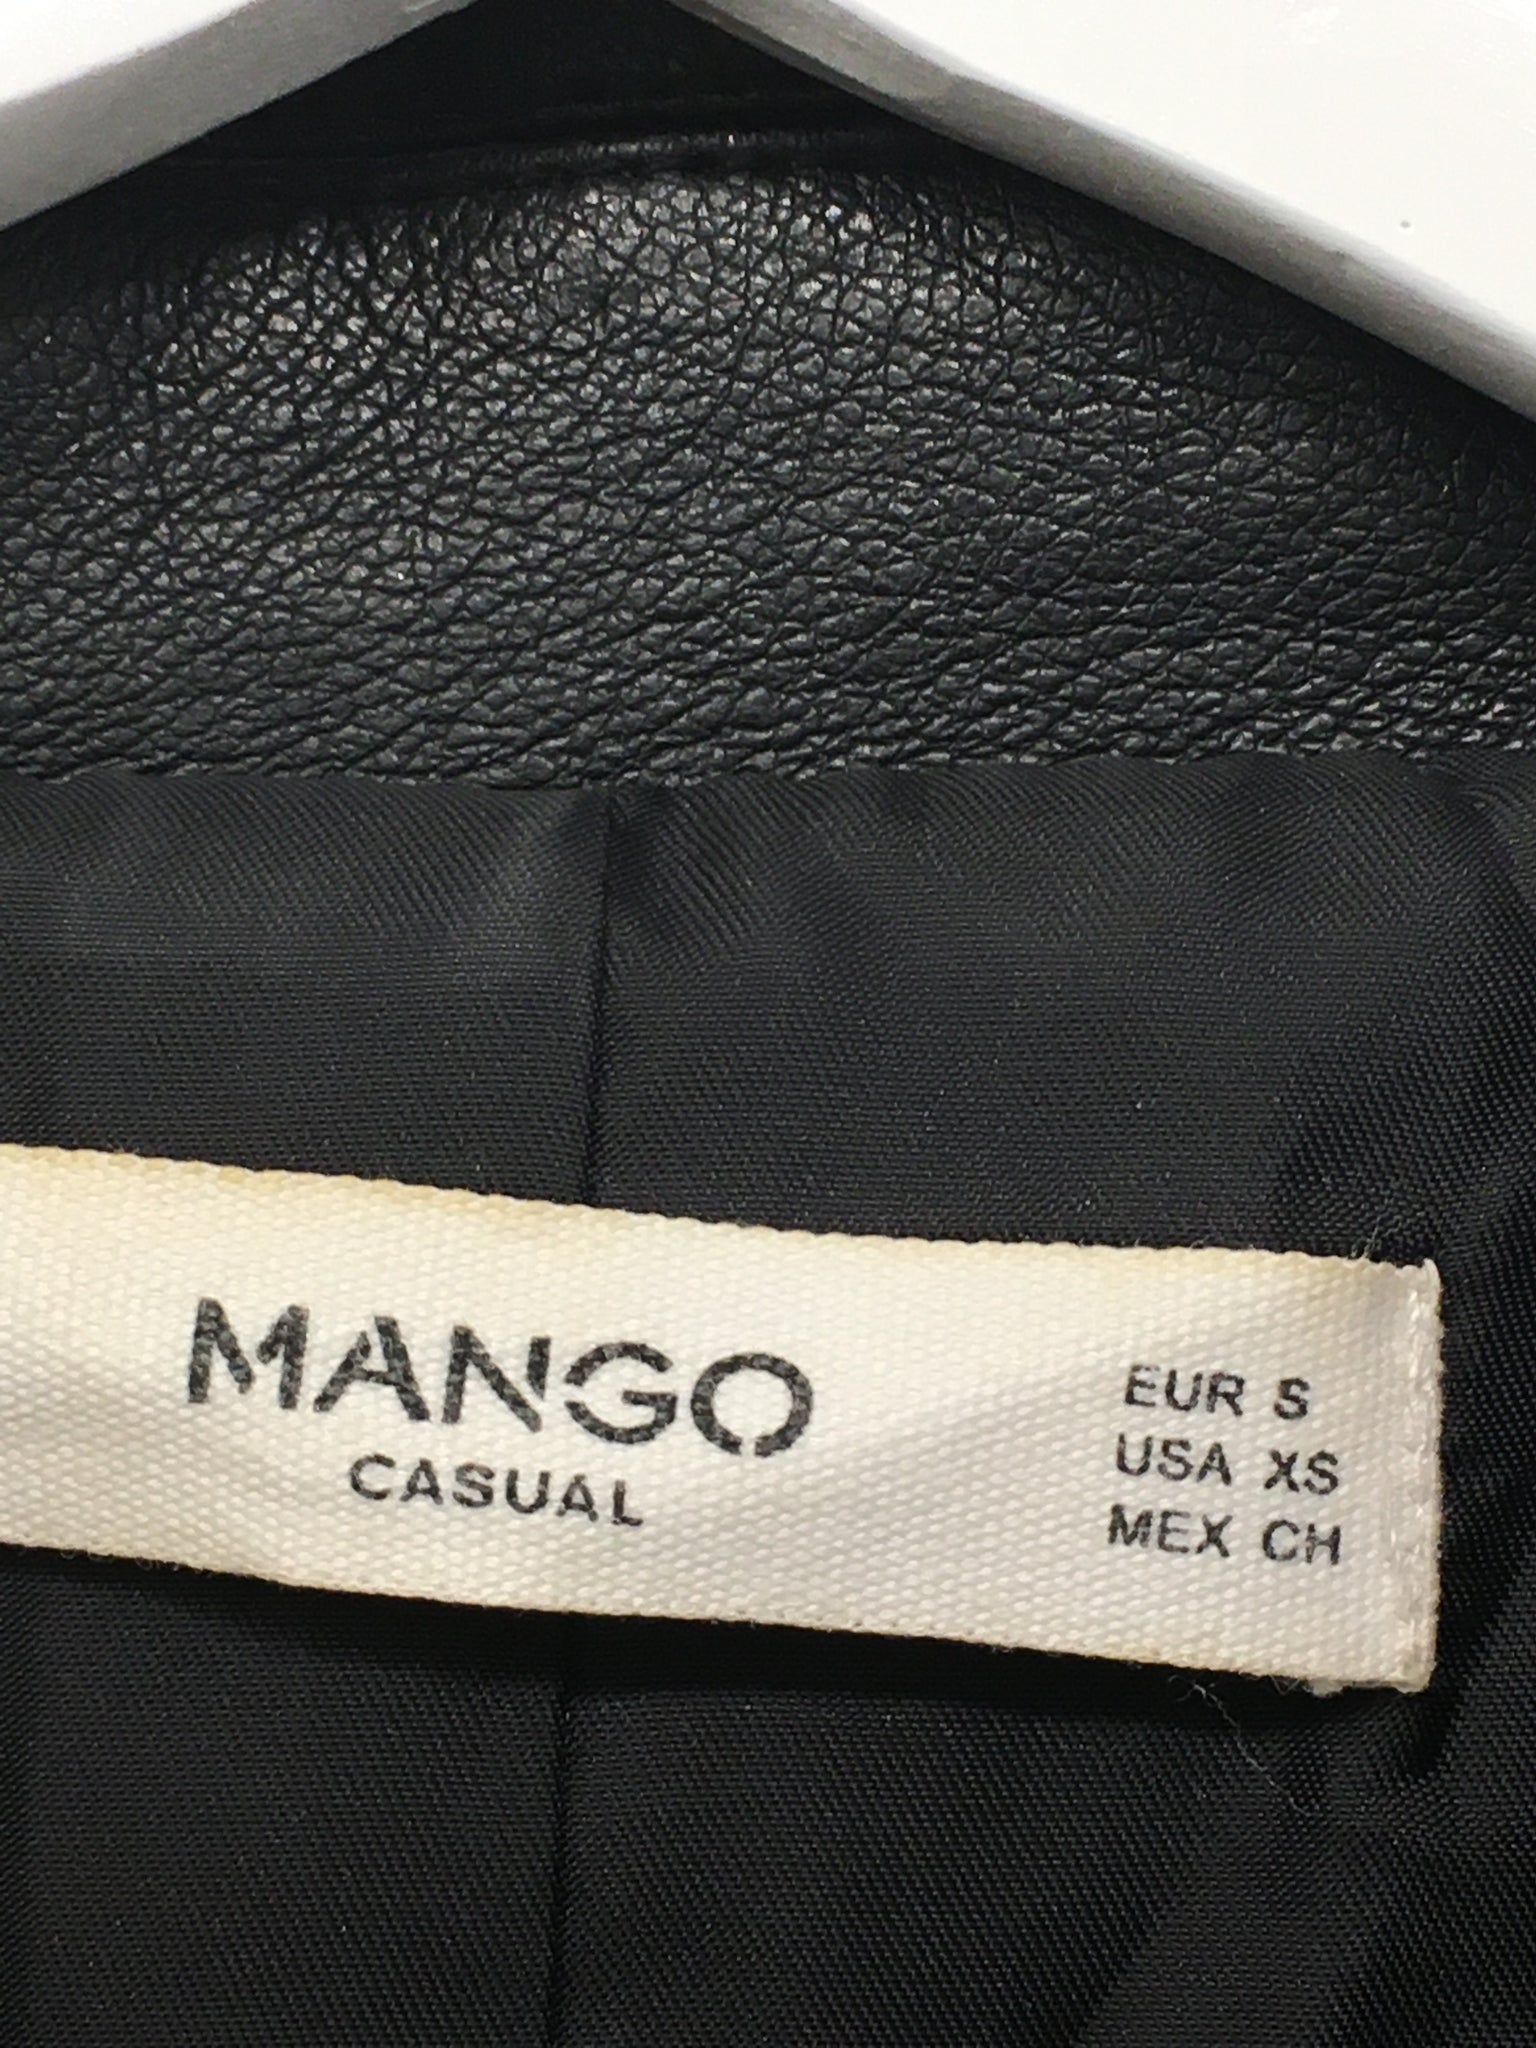 MANGO
CASUAL
EUR S
USA XS
MEX CH